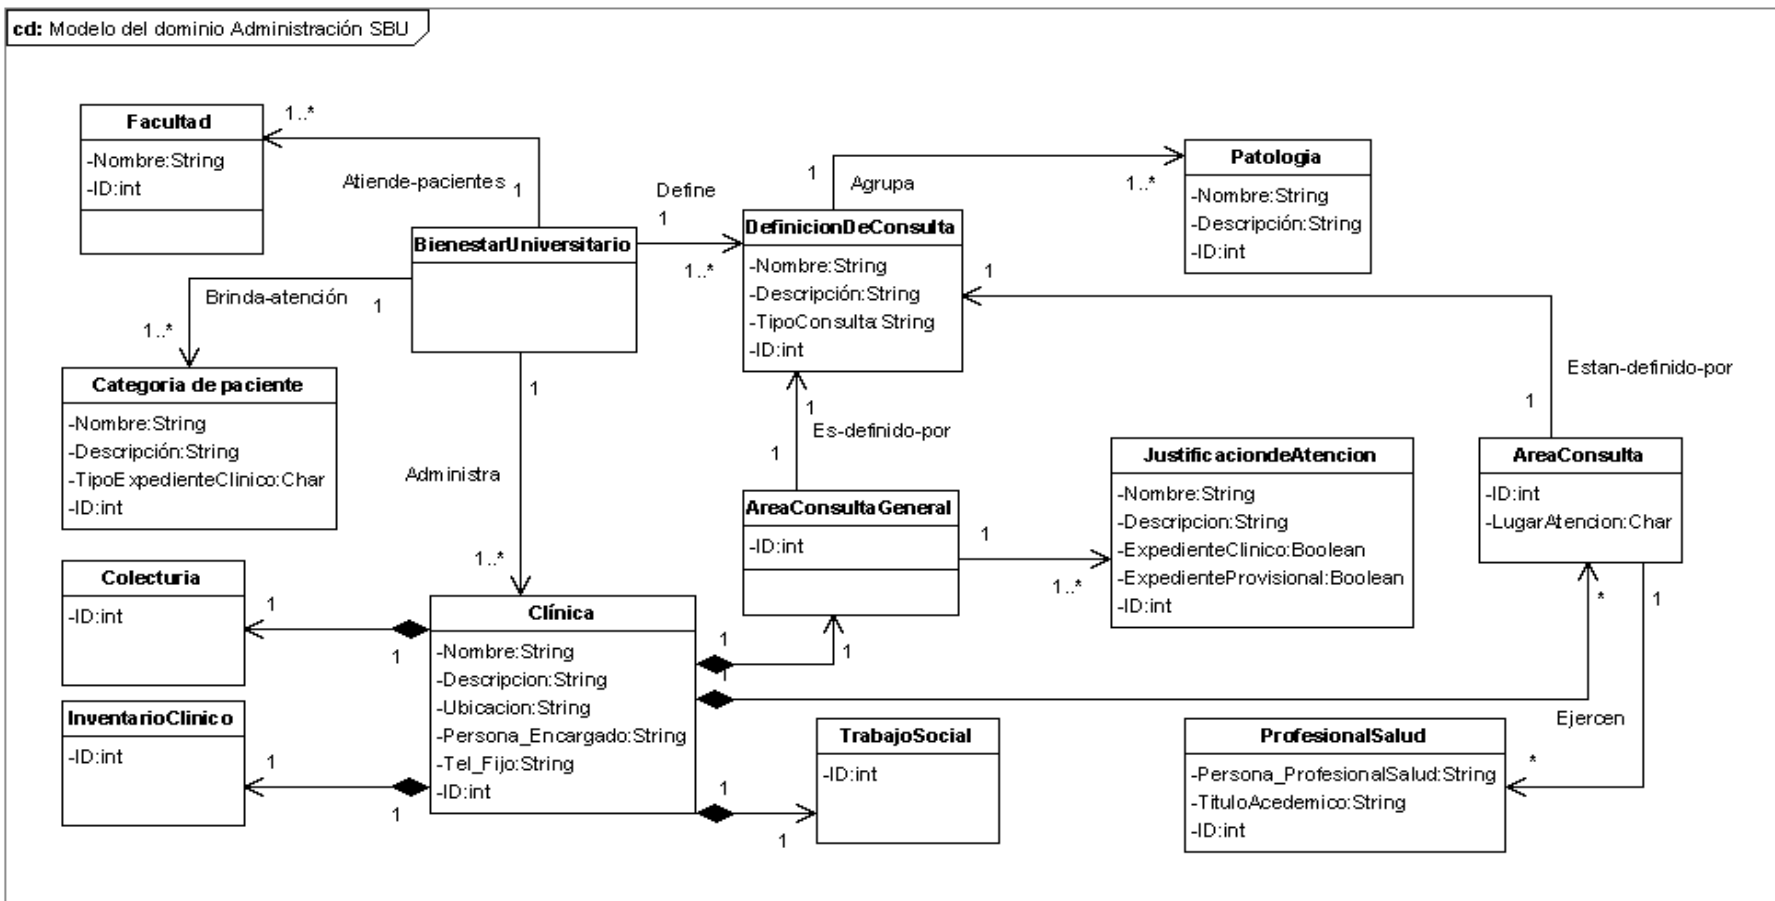 cd: Modelo del dominio Administración SBU
Facultad
-Nombre:String
-ID:int
1..*
Atiende-pacientes
1
BienestarUniversitario
Define
1
1..*
Brinda-atención
1
1..*
Categoria de paciente
-Nombre:String
-Descripción:String
-TipoExpedienteClinico:Char
-ID:int
1
Administra
1..*
DefinicionDeConsulta
-Nombre:String
-Descripción:String
-TipoConsulta:String
-ID:int
1
Agrupa
1..*
Patologia
-Nombre:String
-Descripción:String
-ID:int
1
Estan-definido-por
1
1
Es-definido-por
1
AreaConsultaGeneral
-ID:int
1
1..*
JustificaciondeAtencion
-Nombre:String
-Descripcion:String
-ExpedienteClinico:Boolean
-ExpedienteProvisional:Boolean
-ID:int
AreaConsulta
-ID:int
-LugarAtencion:Char
*
1
Ejercen
*
Colecturia
-ID:int
1
1
Clínica
-Nombre:String
-Descripcion:String
-Ubicacion:String
-Persona_Encargado:String
-Tel_Fijo:String
-ID:int
1
1
1
InventarioClinico
-ID:int
1
1
1
1
TrabajoSocial
-ID:int
ProfesionalSalud
-Persona_ProfesionalSalud:String
-TituloAcedemico:String
-ID:int